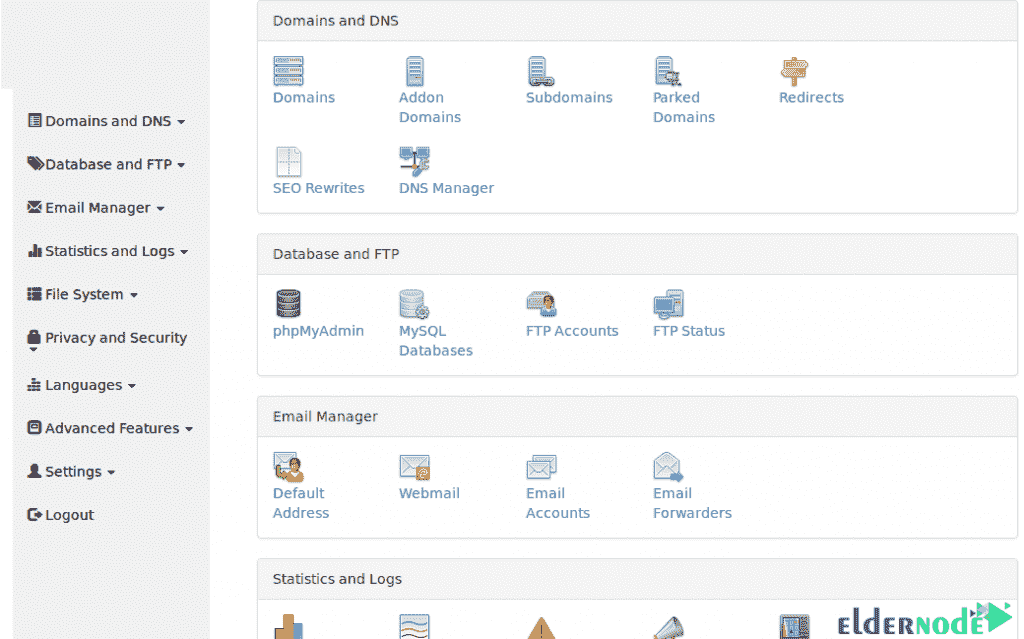 Domains and DNS
Database and FTP
Email Manager
Statistics and Logs
File System
Privacy and Security
Languages
Advanced Features
Settings
Logout
Domains and DNS
Domains
Addon
Domains
Subdomains
Parked
Domains
Redirects
SEO Rewrites
DNS Manager
Database and FTP
phpMyAdmin
MySQL
Databases
FTP Accounts
FTP Status
Email Manager
Default
Address
Webmail
Email
Accounts
Email
Forwarders
Statistics and Logs
ELDERNODE